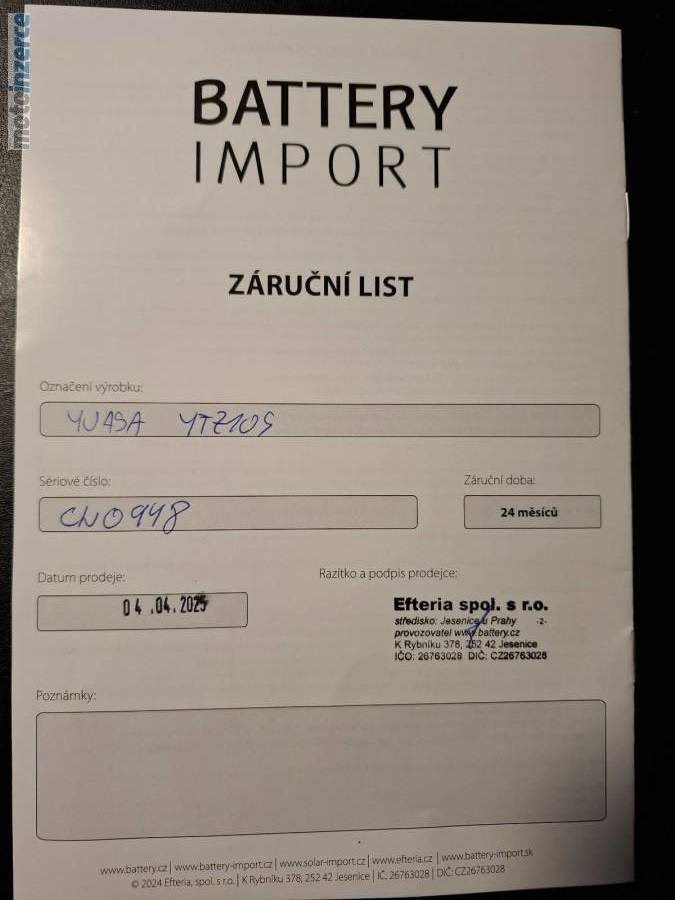 motoinzerce
BATTERY
IMPORT
ZÁRUČNÍ LIST
Označení výrobku:
YUASA YTZ10S
Sériové číslo:
CNO948
Záruční doba:
24 měsíců
Datum prodeje:
04.04.2025
Razítko a podpis prodejce:
Efteria spol. s r.o.
středisko: Jesenice u Prahy -2-
provozovatel www.battery.cz
K Rybníku 378, 252 42 Jesenice
IČO: 26763028 DIČ: CZ26763028
Poznámky:
www.battery.cz | www.battery-import.cz | www.solar-import.cz | www.efteria.cz | www.battery-import.sk
© 2024 Efteria, spol. s r.o. | K Rybníku 378, 252 42 Jesenice | IČ: 26763028 | DIČ: CZ26763028